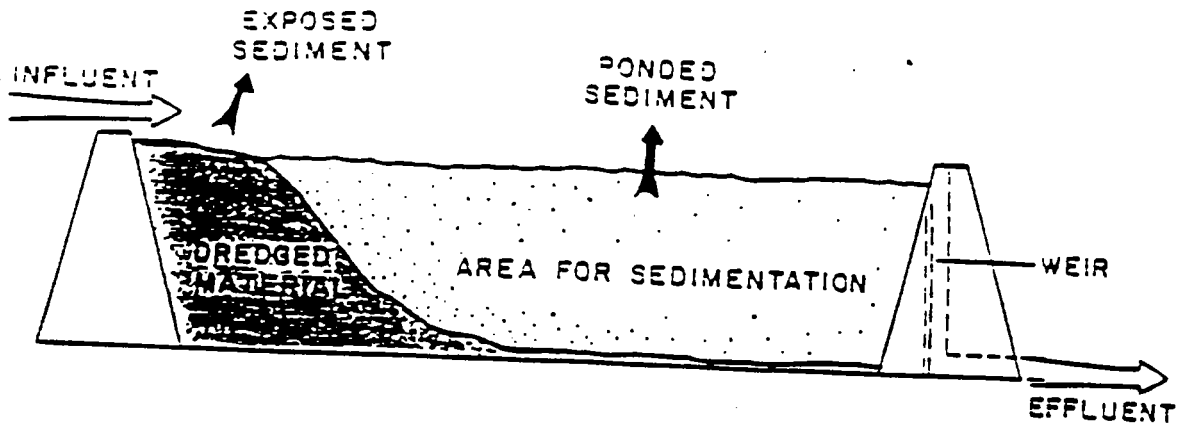 EXPOSED
SEDIMENT
INFLUENT
PONDED
SEDIMENT
DREDGED
MATERIAL
AREA FOR SEDIMENTATION
WEIR
EFFLUENT